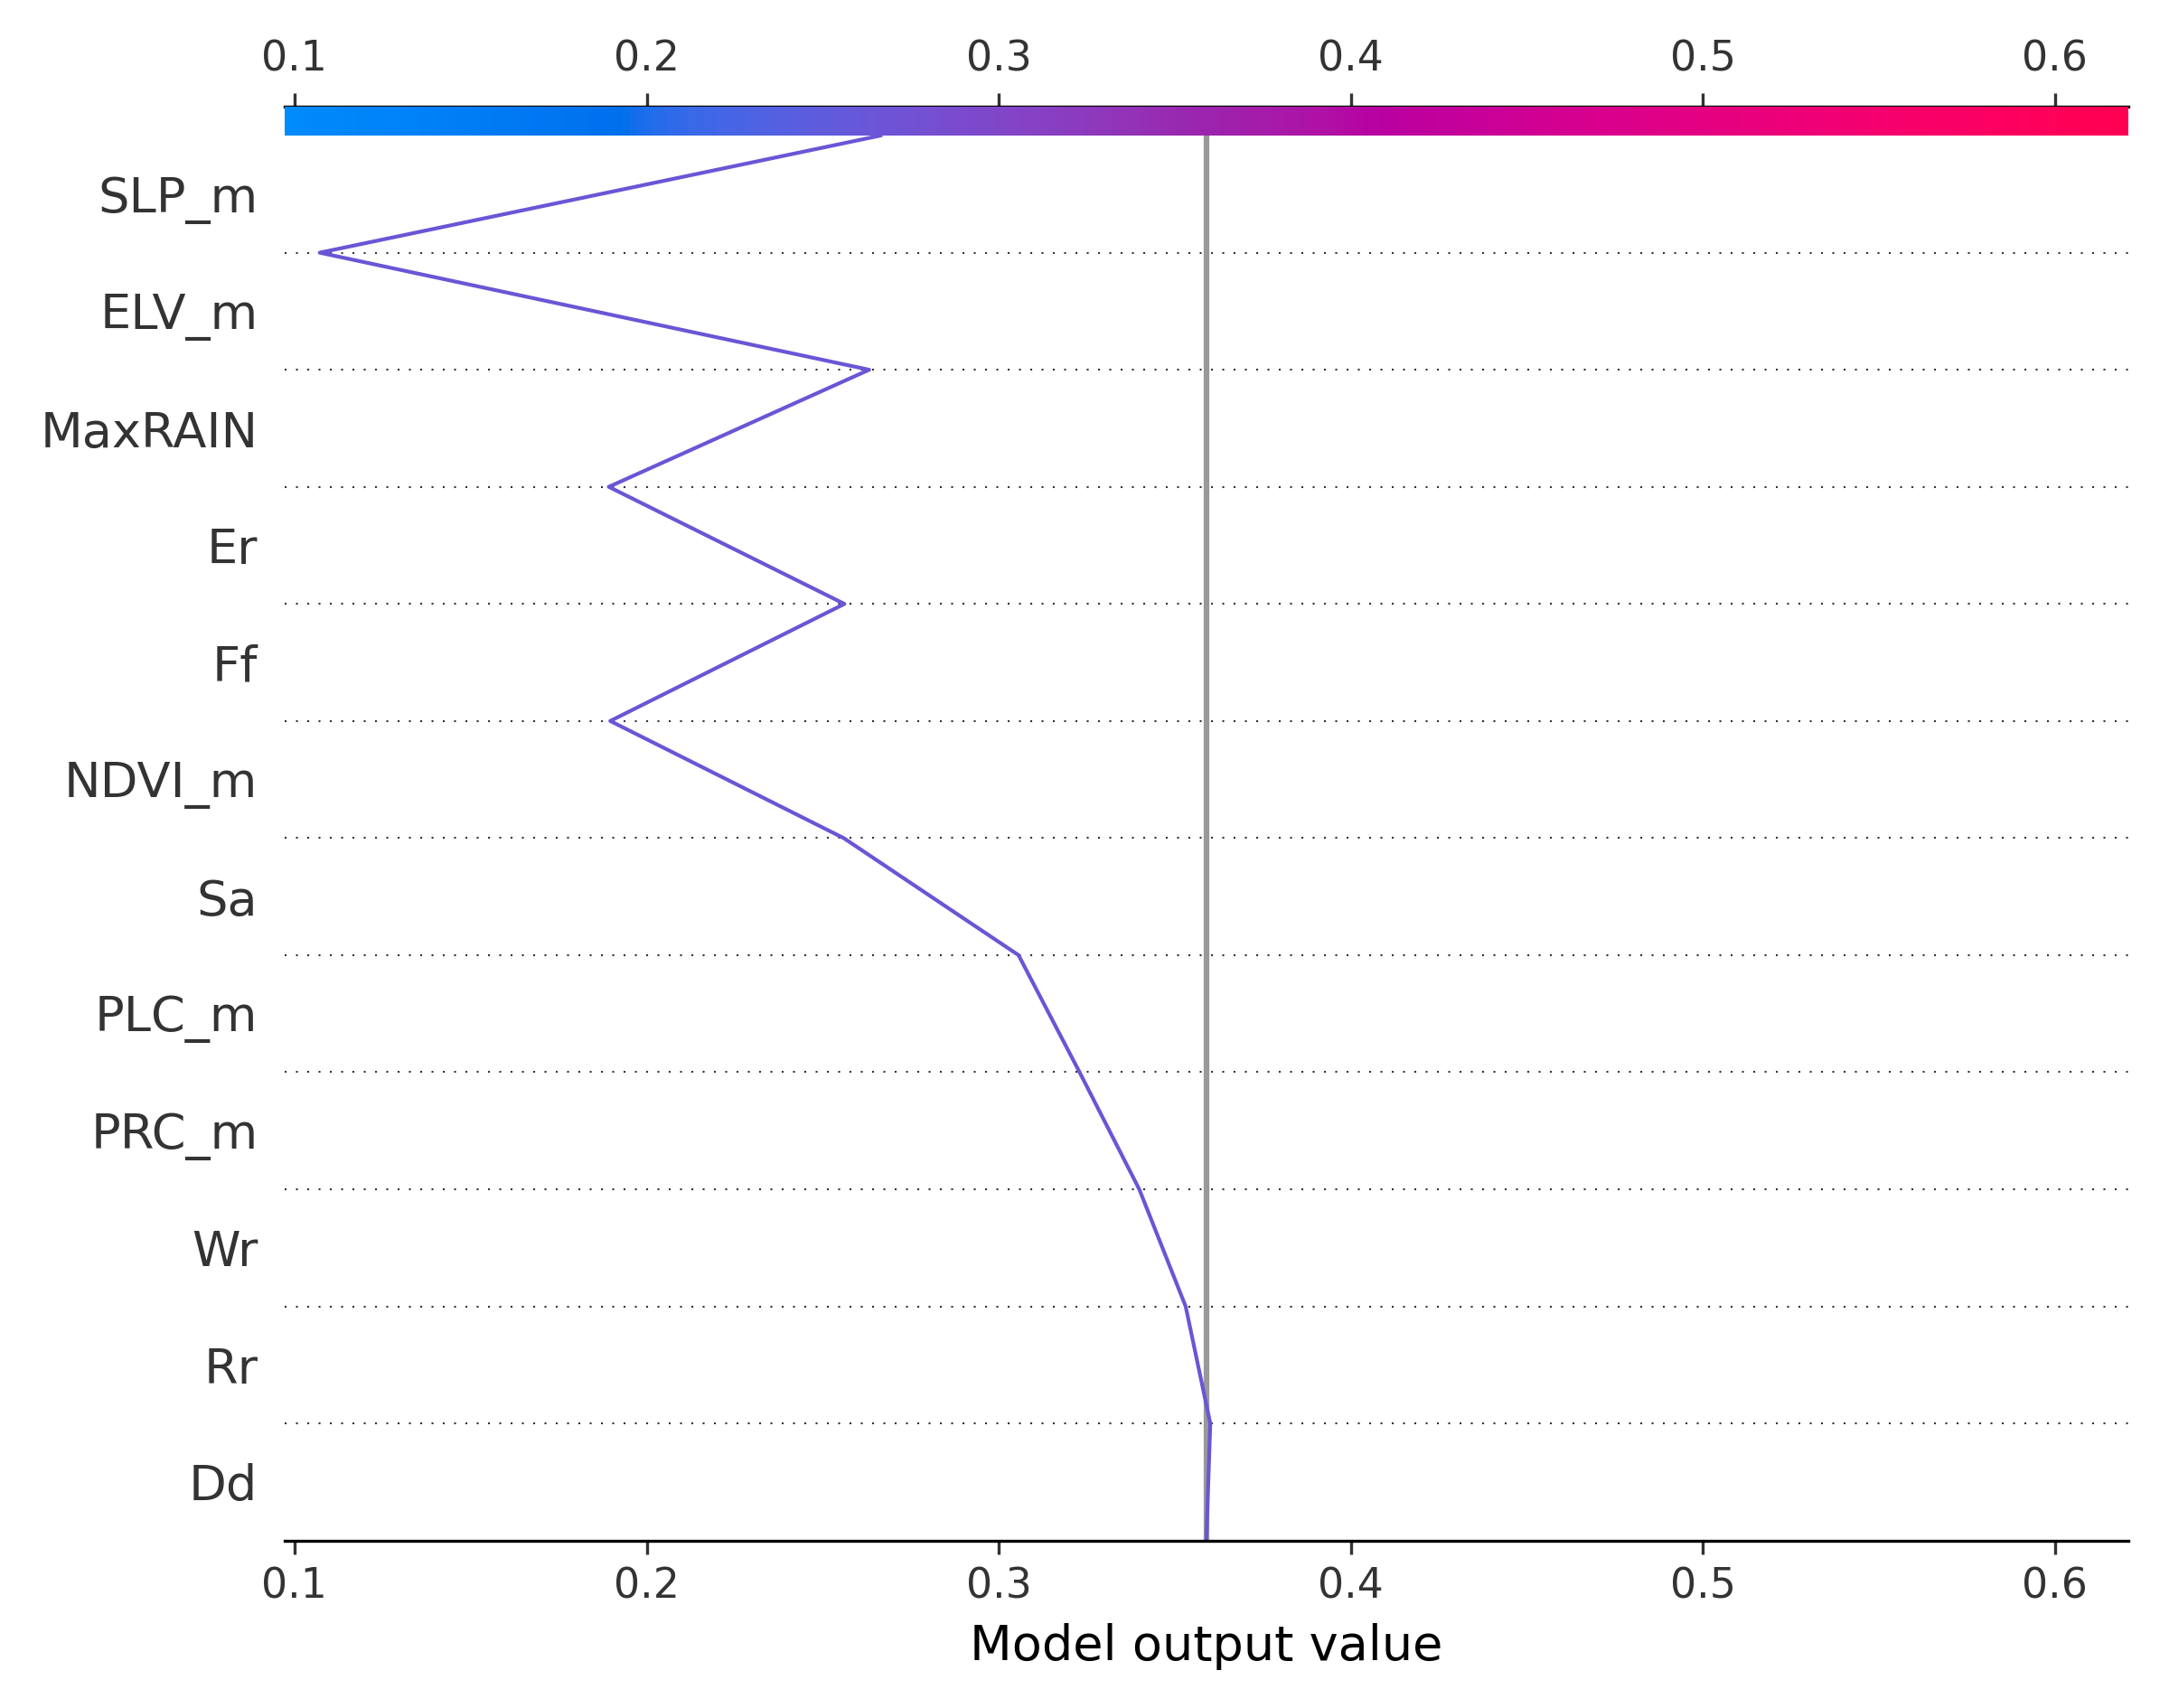 0.1 0.2 0.3 0.4 0.5 0.6
SLP_m
ELV_m
MaxRAIN
Er
Ff
NDVI_m
Sa
PLC_m
PRC_m
Wr
Rr
Dd
0.1 0.2 0.3 0.4 0.5 0.6
Model output value